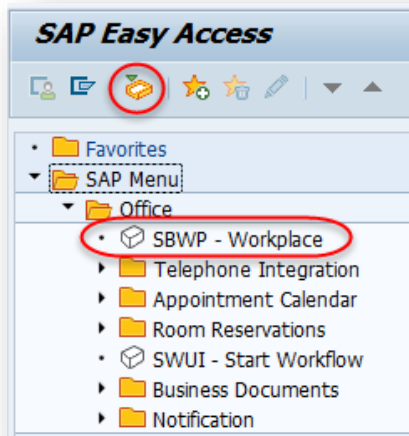 SAP Easy Access
Favorites
SAP Menu
Office
SBWP - Workplace
Telephone Integration
Appointment Calendar
Room Reservations
SWUI - Start Workflow
Business Documents
Notification